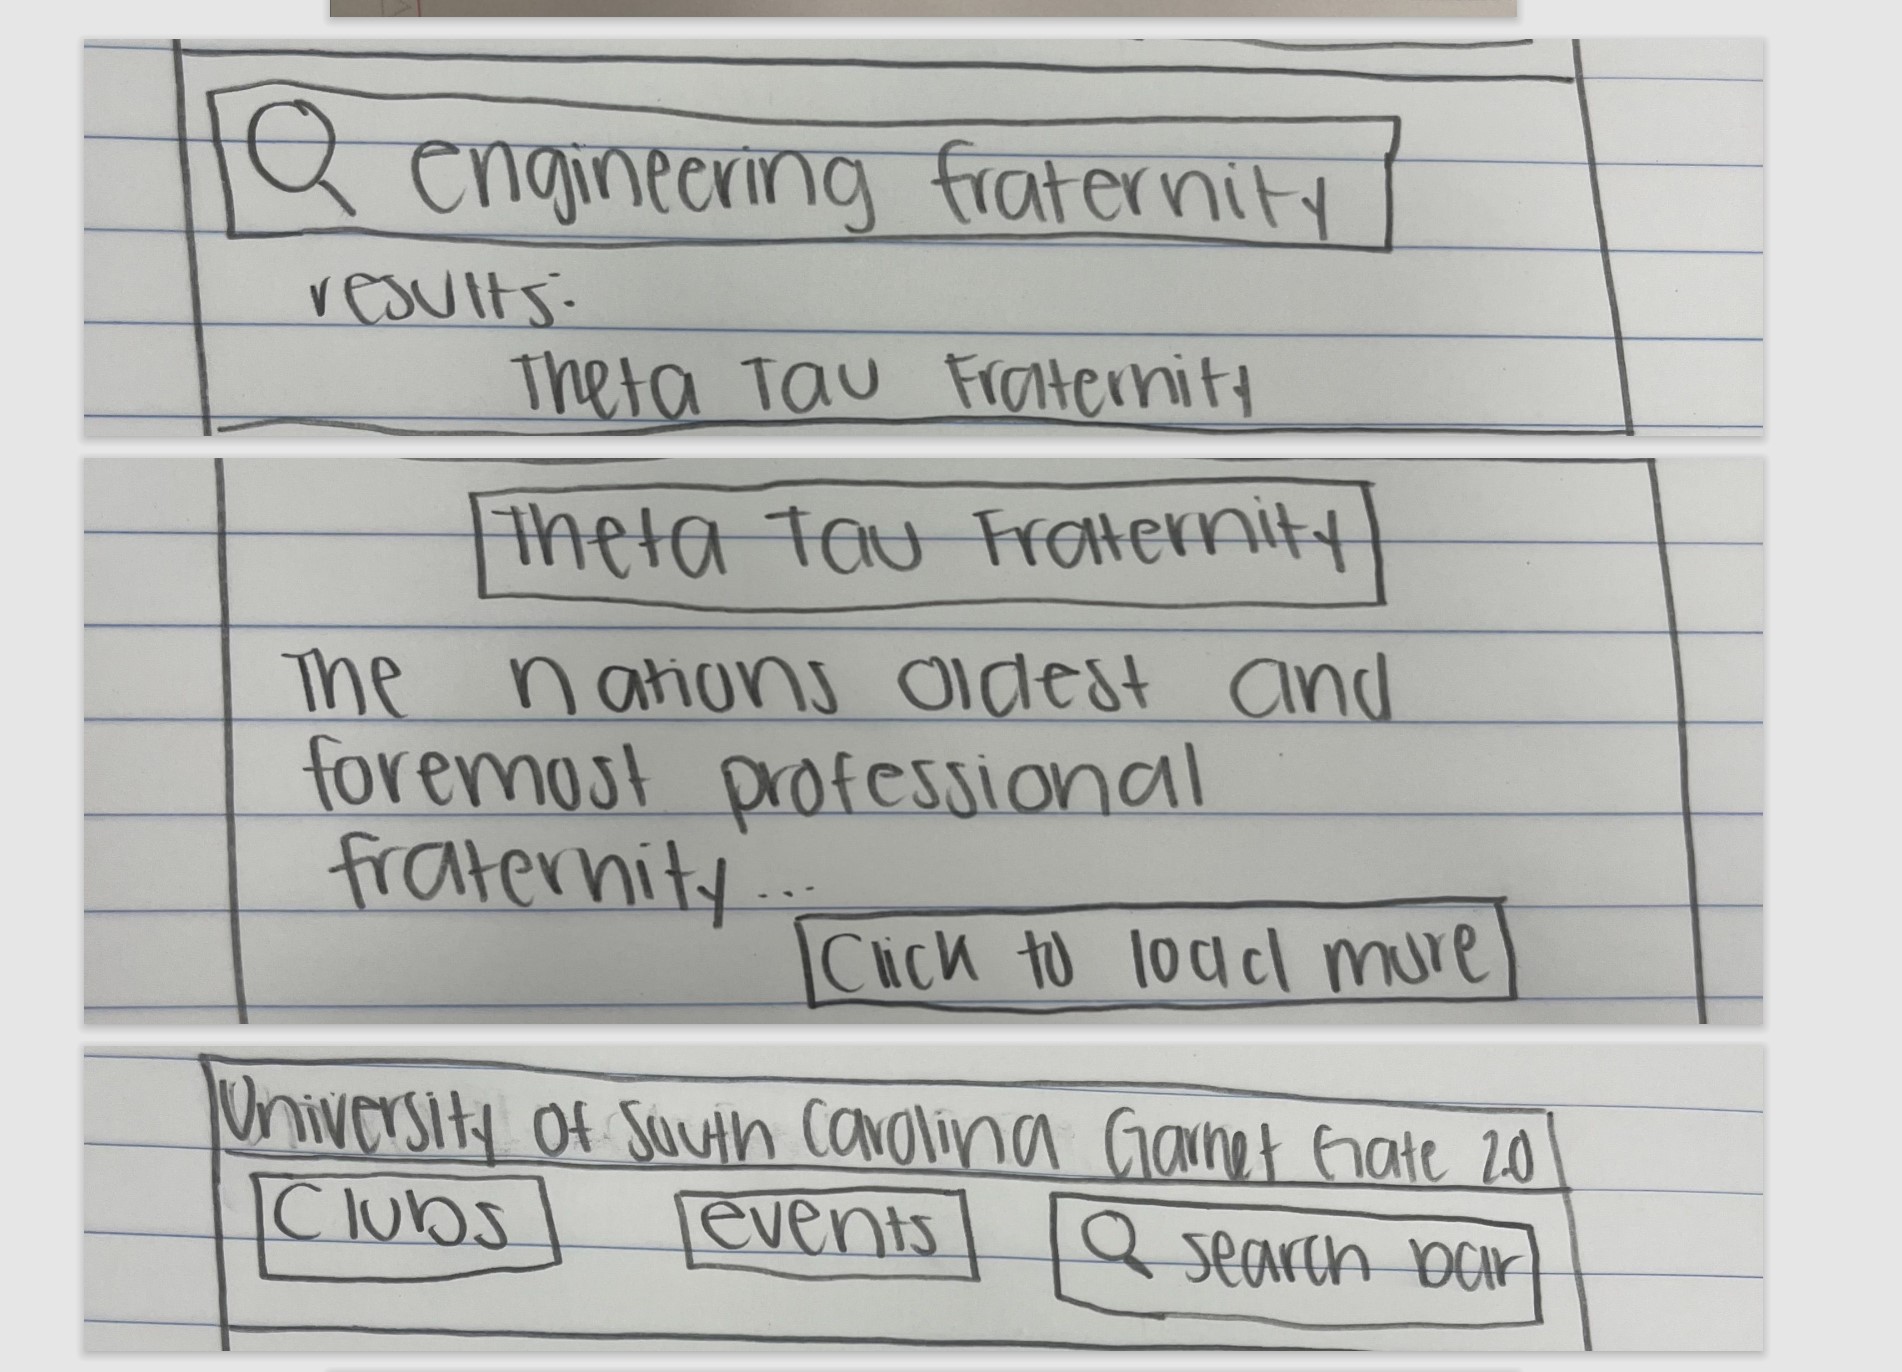 engineering fraternity
results:
Theta Tau Fraternity
Theta Tau Fraternity
The nations oldest and
foremost professional
fraternity...
Click to load more
University of South Carolina Garnet Gate 2.0
Clubs events search bar